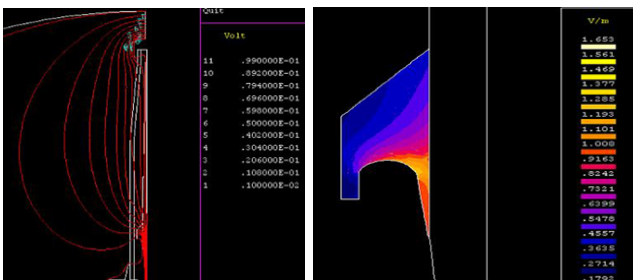 Quit
Volt
11 .990000E-01
10 .892000E-01
9 .794000E-01
8 .696000E-01
7 .598000E-01
6 .500000E-01
5 .402000E-01
4 .304000E-01
3 .206000E-01
2 .108000E-01
1 .100000E-02
V/m
1.653
1.561
1.469
1.377
1.285
1.193
1.101
1.008
.9163
.8242
.7321
.6399
.5478
.4557
.3635
.2714
.1792